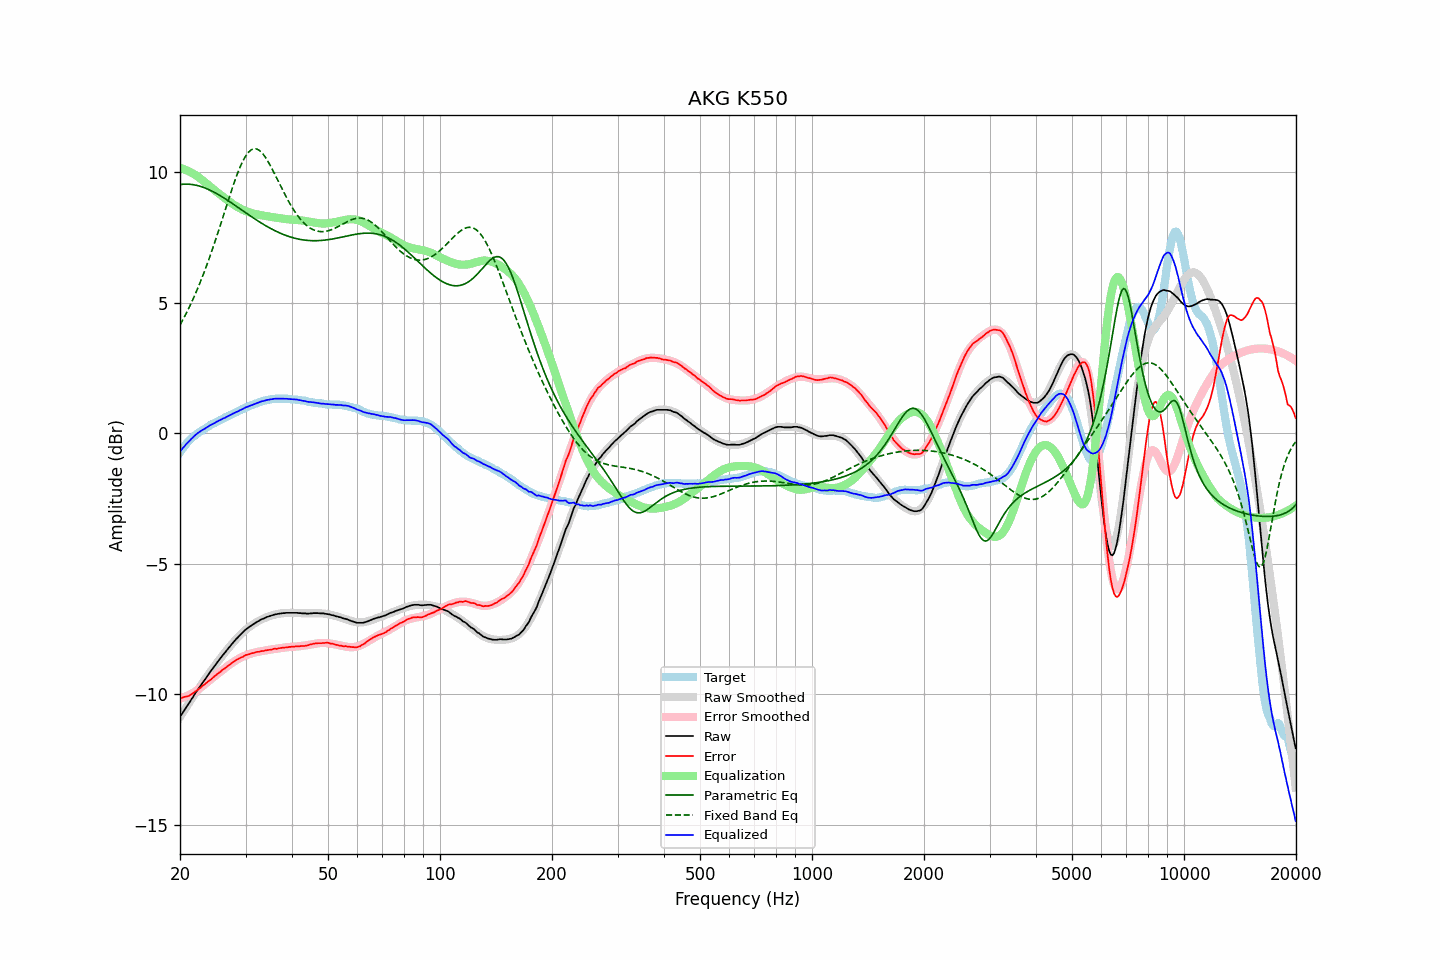 AKG K550
Amplitude (dBr)
10
5
0
−5
−10
−15
Target
Raw Smoothed
Error Smoothed
Raw
Error
Equalization
Parametric Eq
Fixed Band Eq
Equalized
20 50 100 200 500 1000 2000 5000 10000 20000
Frequency (Hz)